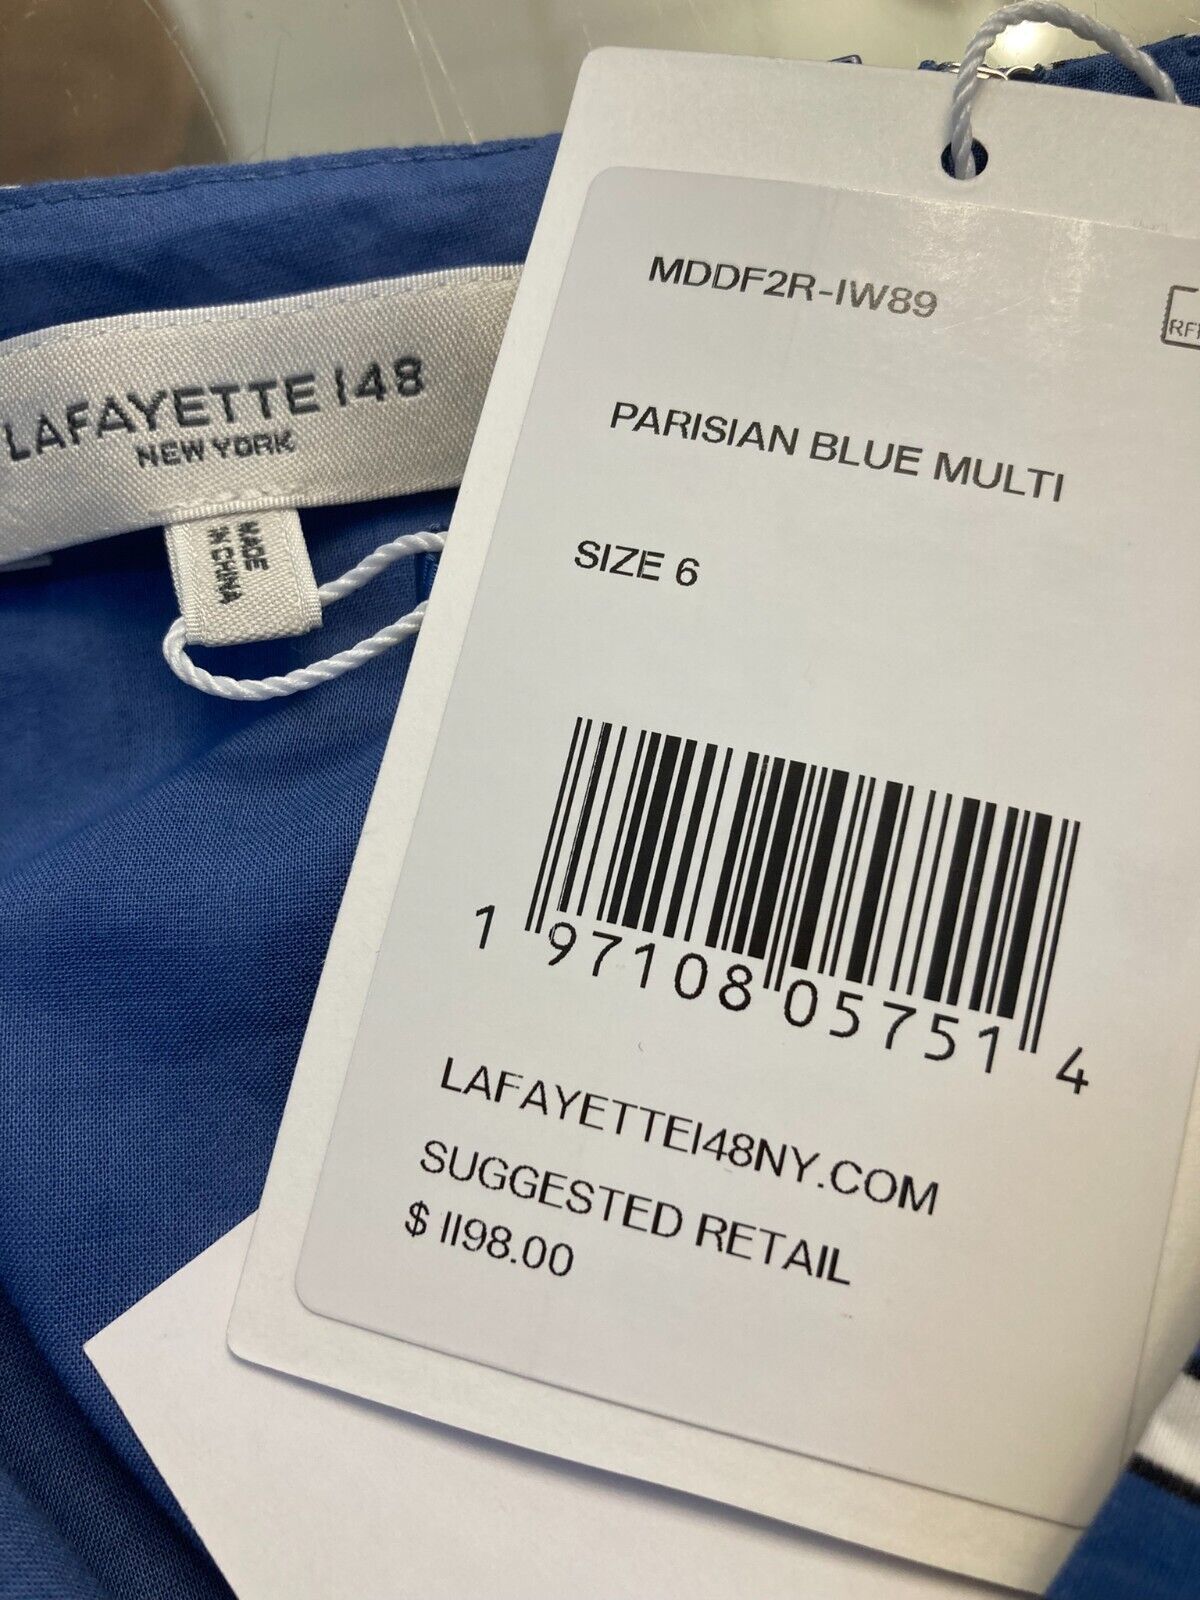 LAFAYETTE 148
NEW YORK
MADE
IN CHINA
MDDF2R-IW89
PARISIAN BLUE MULTI
SIZE 6
1 97108 05751 4
LAFAYETTE148NY.COM
SUGGESTED RETAIL
$ 1198.00